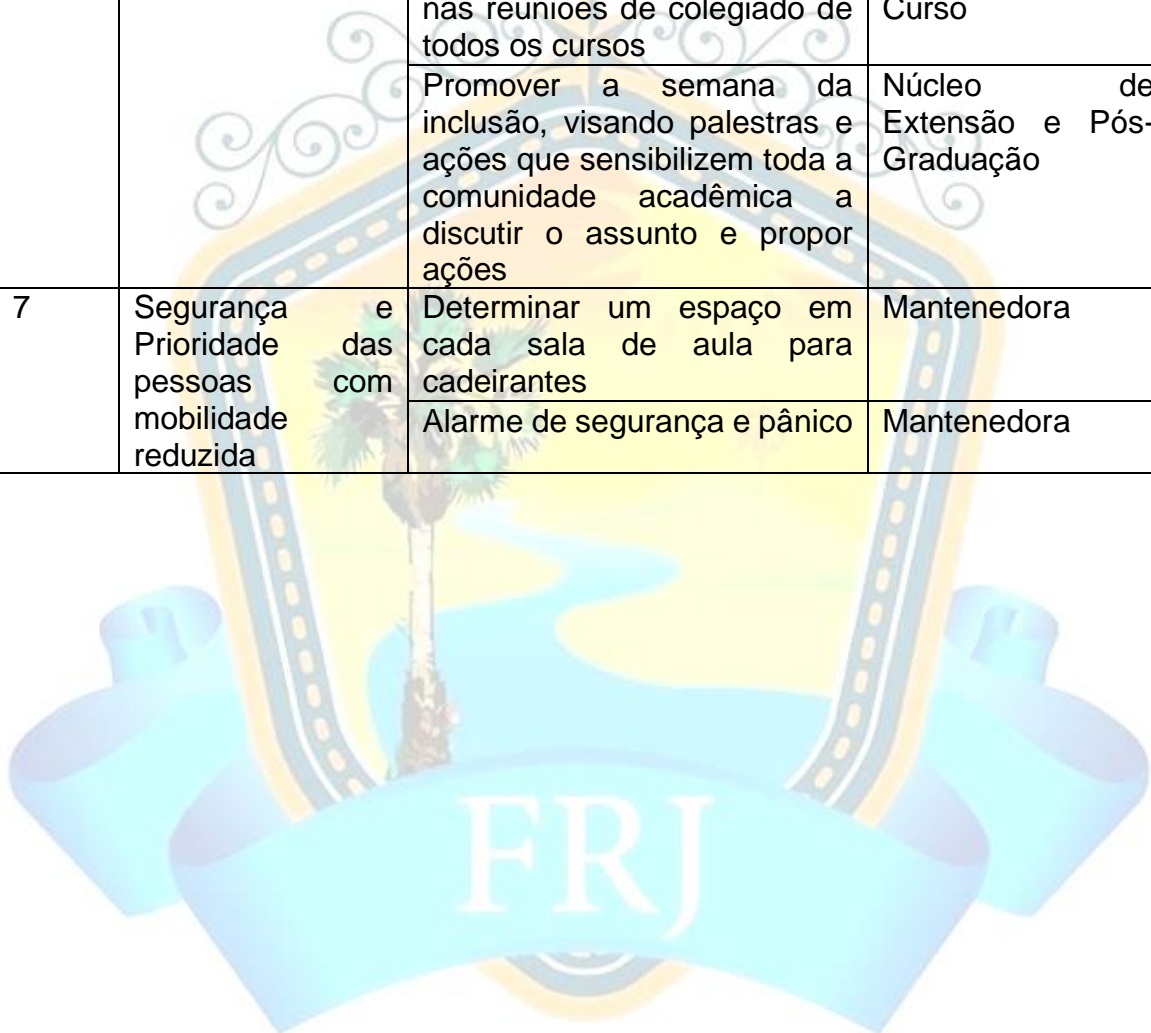 nas reuniões de colegiado de
todos os cursos
Curso
Promover a semana da
inclusão, visando palestras e
ações que sensibilizem toda a
comunidade acadêmica a
discutir o assunto e propor
ações
Núcleo de
Extensão e Pós-
Graduação
7
Segurança e
Prioridade das
pessoas com
mobilidade
reduzida
Determinar um espaço em
cada sala de aula para
cadeirantes
Mantenedora
Alarme de segurança e pânico
Mantenedora
FRJ